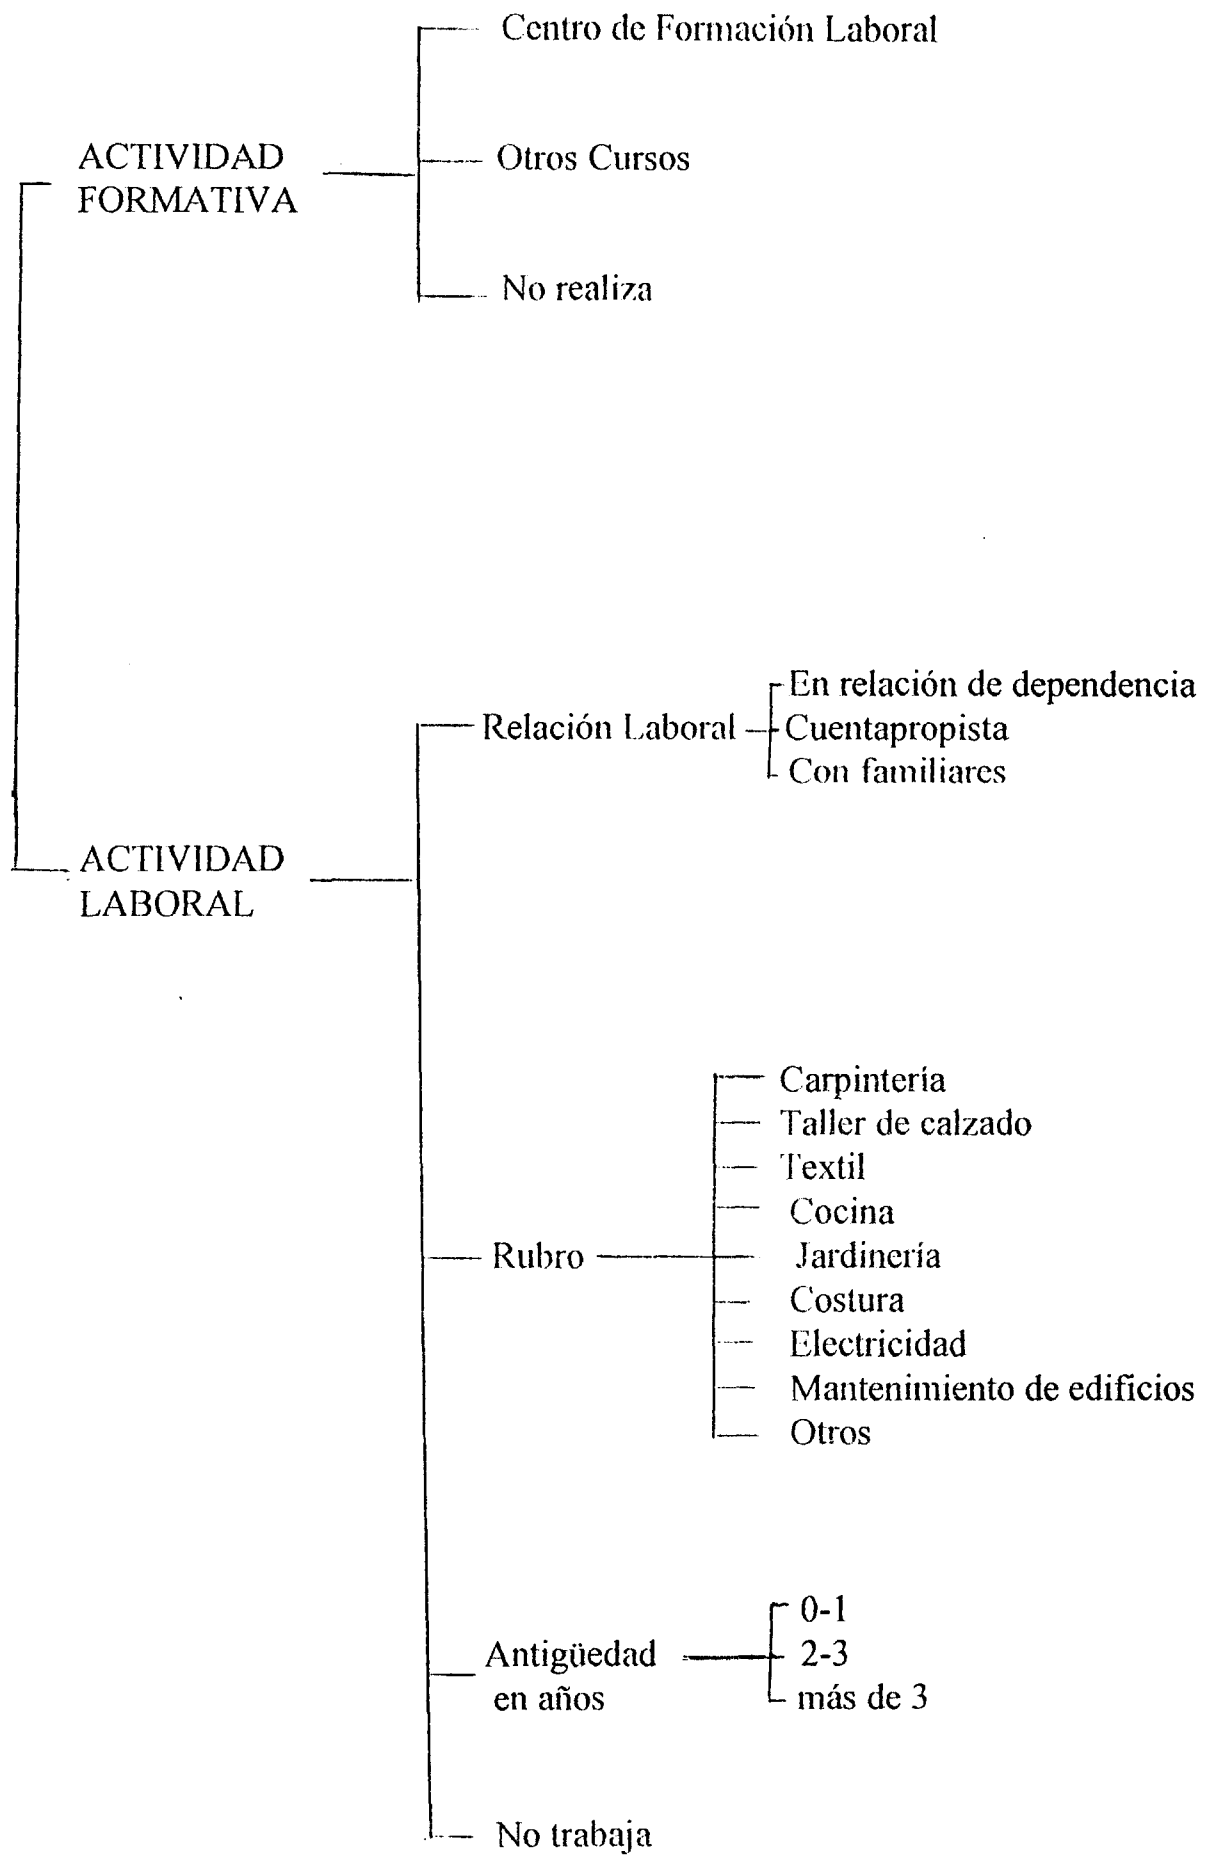 Centro de Formación Laboral
ACTIVIDAD
FORMATIVA
Otros Cursos
No realiza
ACTIVIDAD
LABORAL
Relación Laboral
En relación de dependencia
Cuentapropista
Con familiares
Rubro
Carpintería
Taller de calzado
Textil
Cocina
Jardinería
Costura
Electricidad
Mantenimiento de edificios
Otros
Antigüedad
en años
0-1
2-3
más de 3
No trabaja